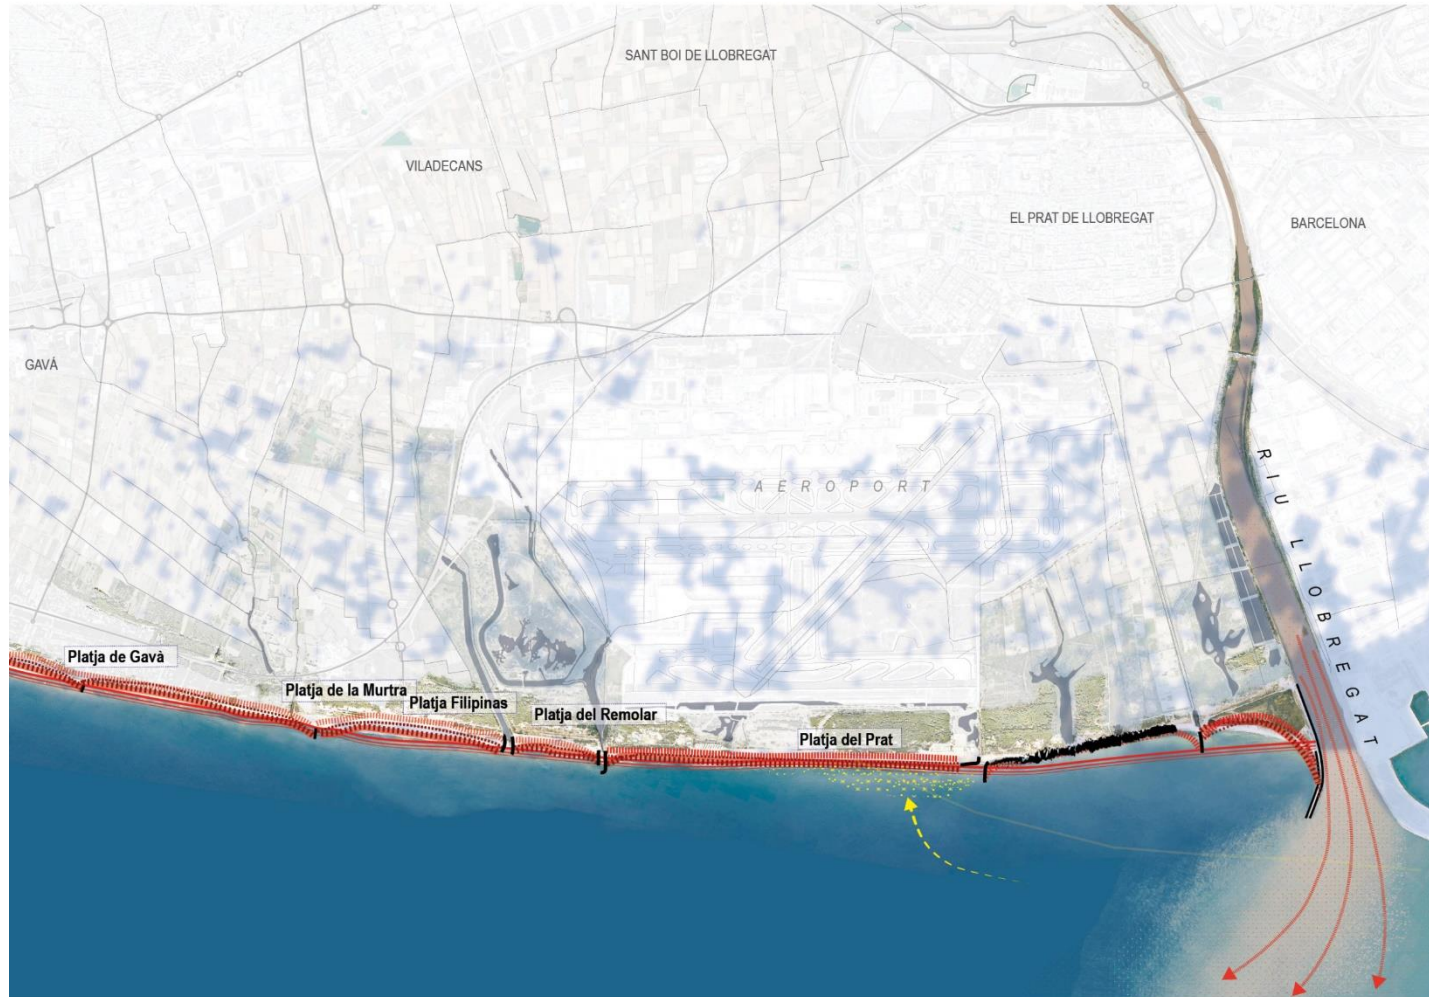 SANT BOI DE LLOBREGAT
VILADECANS
EL PRAT DE LLOBREGAT
BARCELONA
GAVÁ
AEROPORT
RIU LLOBREGAT
Platja de Gavà
Platja de la Murtra
Platja Filipinas
Platja del Remolar
Platja del Prat